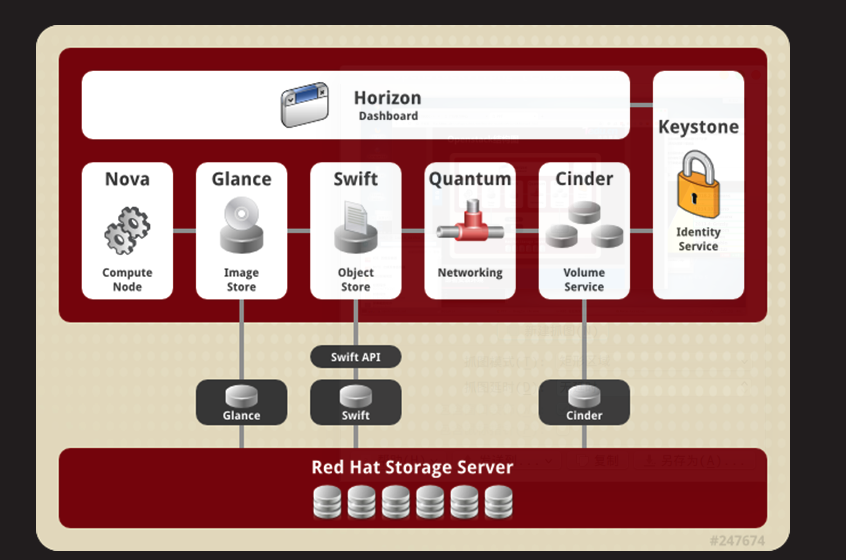 Horizon
Dashboard
Keystone
Identity
Service
Nova
Compute
Node
Glance
Image
Store
Swift
Object
Store
Quantum
Networking
Cinder
Volume
Service
Swift API
Glance
Swift
Cinder
Red Hat Storage Server
#247674